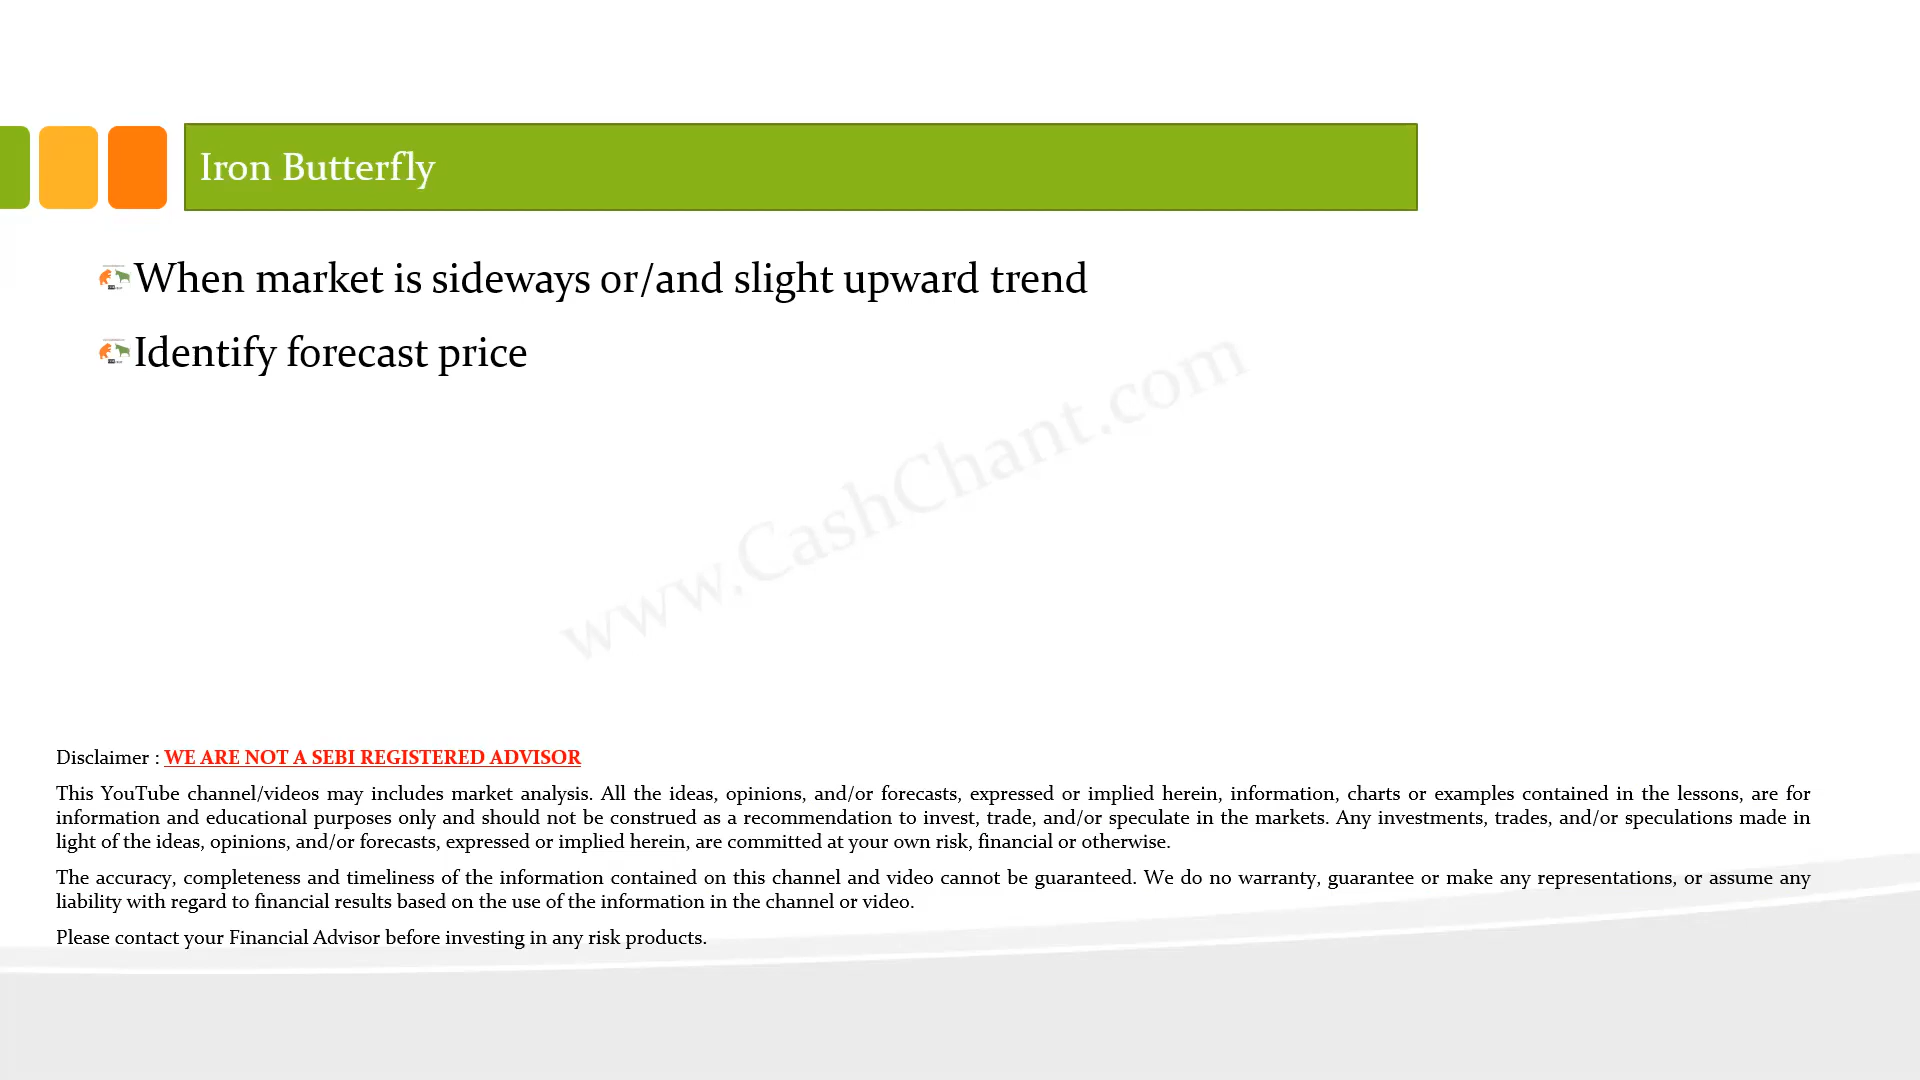 Iron Butterfly
When market is sideways or/and slight upward trend
Identify forecast price
www.CashChant.com
Disclaimer : WE ARE NOT A SEBI REGISTERED ADVISOR
This YouTube channel/videos may includes market analysis. All the ideas, opinions, and/or forecasts, expressed or implied herein, information, charts or examples contained in the lessons, are for
information and educational purposes only and should not be construed as a recommendation to invest, trade, and/or speculate in the markets. Any investments, trades, and/or speculations made in
light of the ideas, opinions, and/or forecasts, expressed or implied herein, are committed at your own risk, financial or otherwise.
The accuracy, completeness and timeliness of the information contained on this channel and video cannot be guaranteed. We do no warranty, guarantee or make any representations, or assume any
liability with regard to financial results based on the use of the information in the channel or video.
Please contact your Financial Advisor before investing in any risk products.